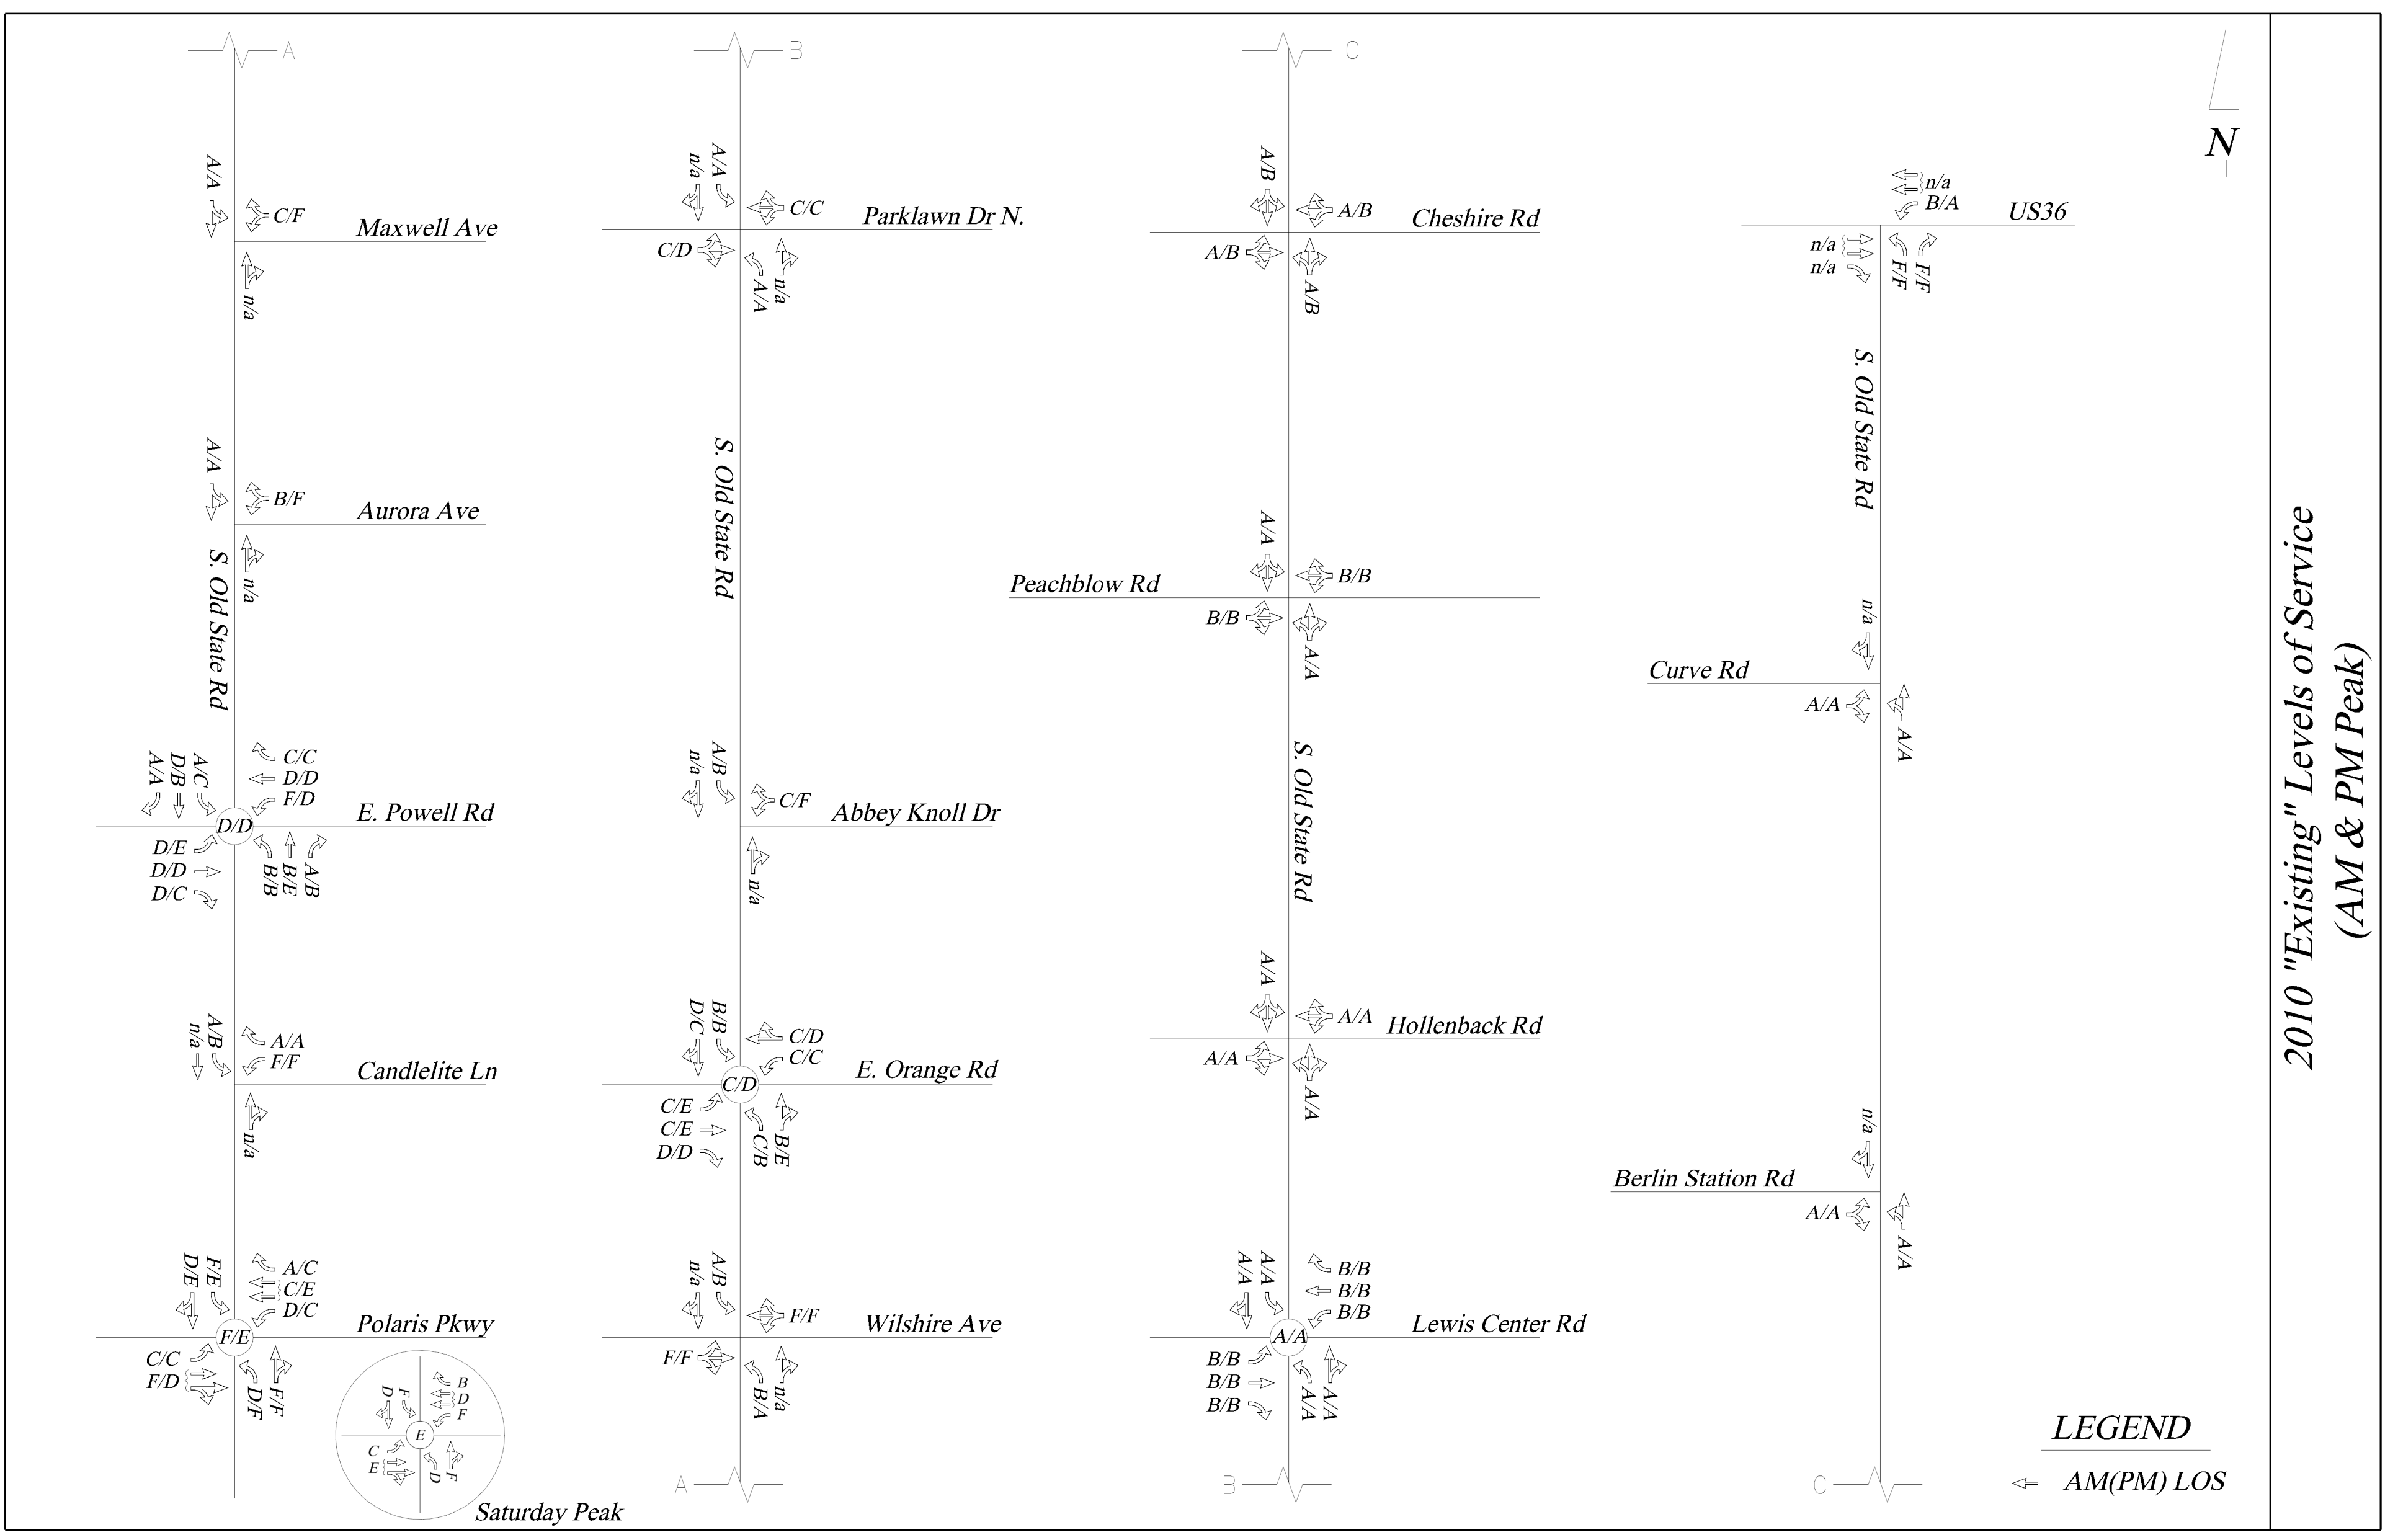 A
A/A
C/F
Maxwell Ave
n/a
A/A
B/F
Aurora Ave
n/a
S. Old State Rd
A/A
D/B
A/C
C/C
D/D
F/D
D/D
E. Powell Rd
D/E
D/D
D/C
B/B
B/E
A/B
n/a
A/B
A/A
F/F
Candlelite Ln
n/a
D/E
F/E
A/C
C/E
D/C
F/E
Polaris Pkwy
C/C
F/D
D/F
F/F
D
F
B
D
F
E
C
E
D
F
Saturday Peak
B
n/a
A/A
C/C
Parklawn Dr N.
C/D
A/A
n/a
S. Old State Rd
n/a
A/B
C/F
Abbey Knoll Dr
n/a
D/C
B/B
C/D
C/C
C/D
E. Orange Rd
C/E
C/E
D/D
C/B
B/E
n/a
A/B
F/F
Wilshire Ave
F/F
B/A
n/a
A
C
A/B
A/B
Cheshire Rd
A/B
A/B
A/A
B/B
Peachblow Rd
B/B
A/A
S. Old State Rd
A/A
A/A
Hollenback Rd
A/A
A/A
A/A
A/A
B/B
B/B
B/B
A/A
Lewis Center Rd
B/B
B/B
B/B
A/A
A/A
B
n/a
B/A
US36
n/a
n/a
F/F
F/F
S. Old State Rd
n/a
Curve Rd
A/A
A/A
n/a
Berlin Station Rd
A/A
A/A
C
N
LEGEND
AM(PM) LOS
2010 "Existing" Levels of Service
(AM & PM Peak)